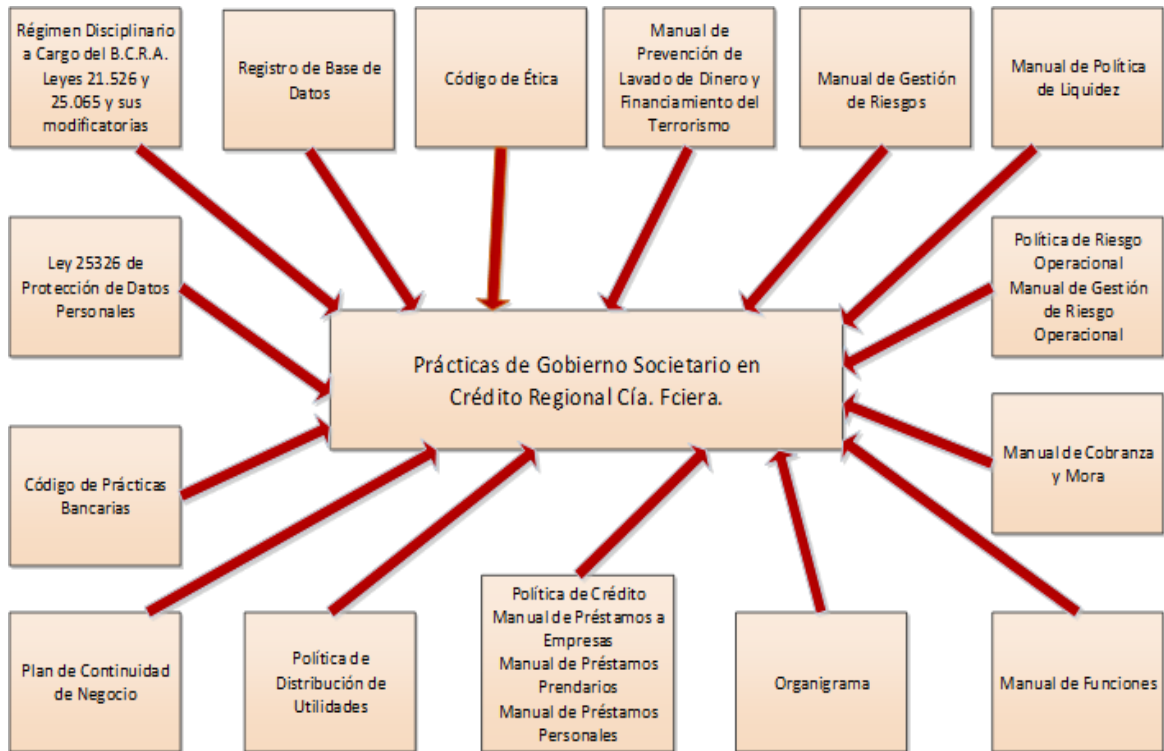 Régimen Disciplinario
a Cargo del B.C.R.A.
Leyes 21.526 y
25.065 y sus
modificatorias
Registro de Base de
Datos
Código de Ética
Manual de
Prevención de
Lavado de Dinero y
Financiamiento del
Terrorismo
Manual de Gestión
de Riesgos
Manual de Política
de Liquidez
Ley 25326 de
Protección de Datos
Personales
Política de Riesgo
Operacional
Manual de Gestión
de Riesgo
Operacional
Prácticas de Gobierno Societario en
Crédito Regional Cía. Fciera.
Código de Prácticas
Bancarias
Manual de Cobranza
y Mora
Plan de Continuidad
de Negocio
Política de
Distribución de
Utilidades
Política de Crédito
Manual de Préstamos a
Empresas
Manual de Préstamos
Prendarios
Manual de Préstamos
Personales
Organigrama
Manual de Funciones